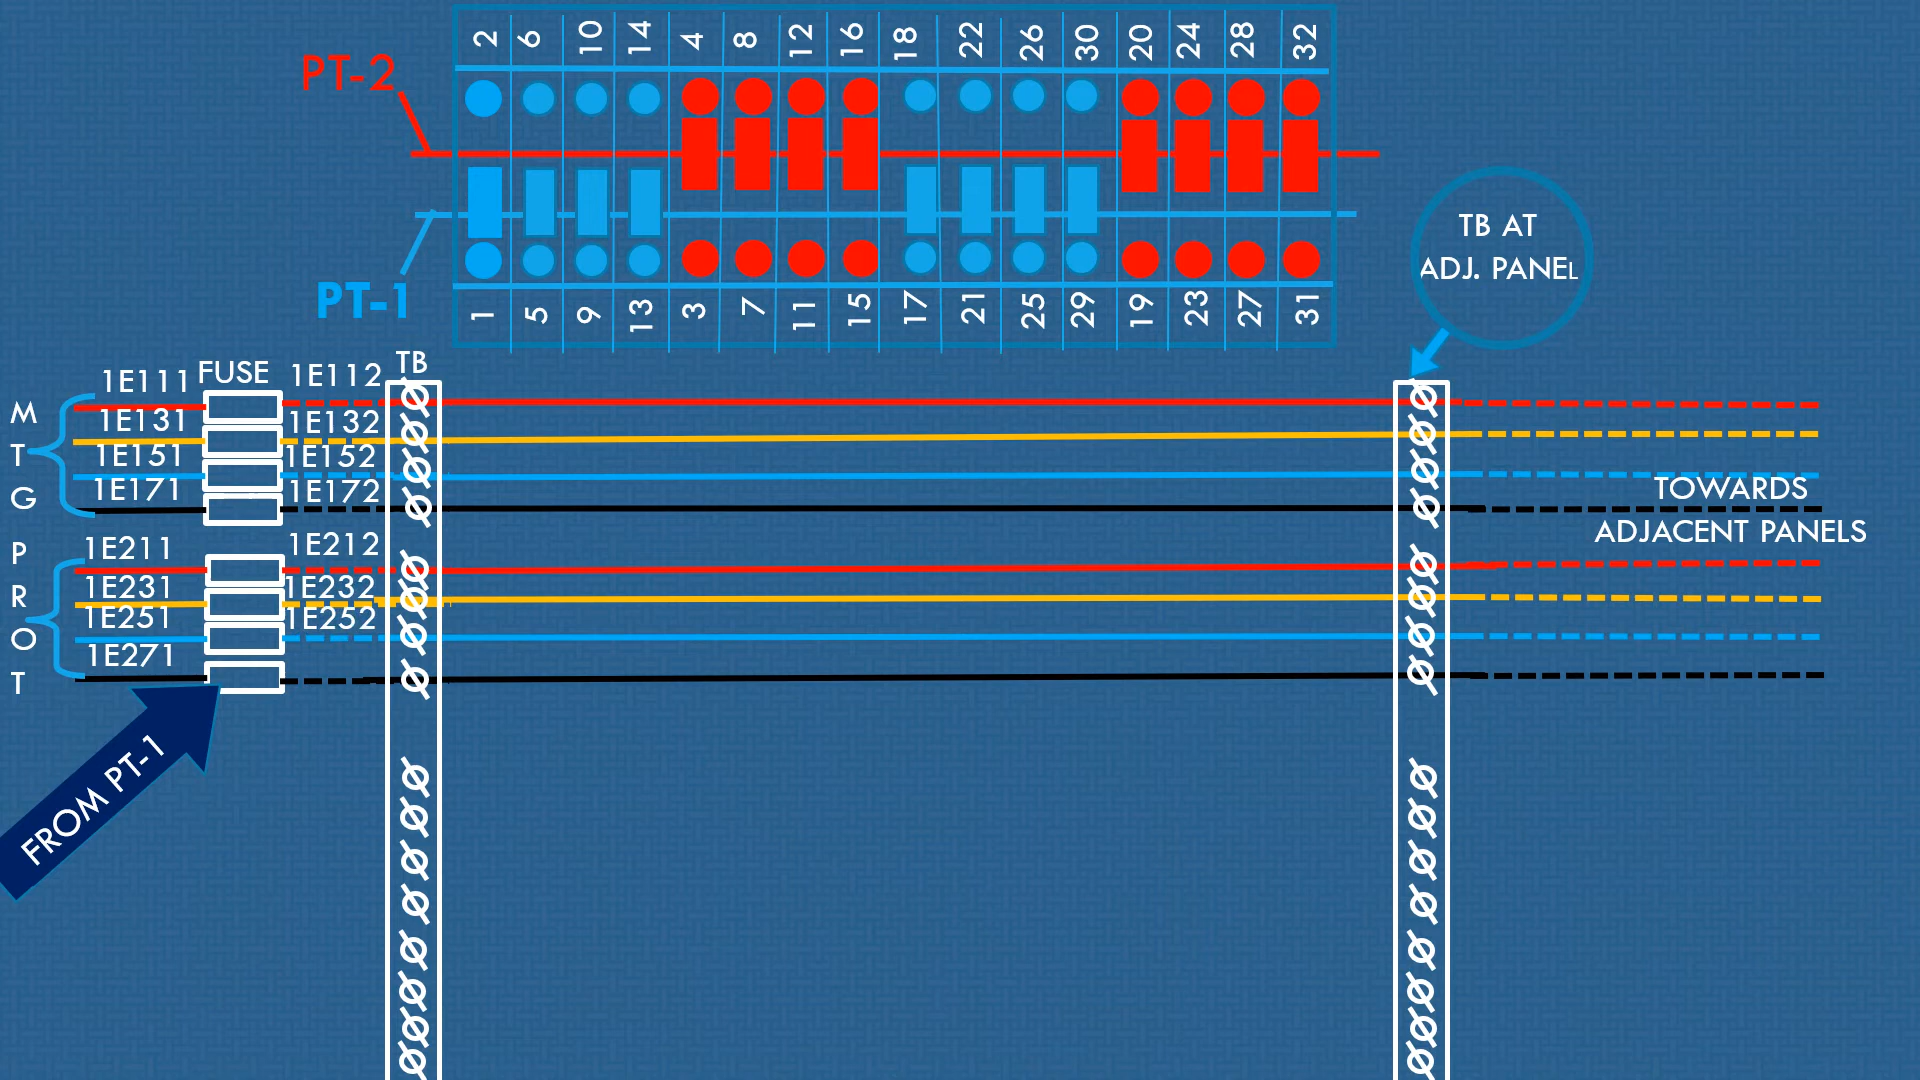 2 6 10 14 4 8 12 16 18 22 26 30 20 24 28 32
PT-2
PT-1
1 5 9 13 3 7 11 15 17 21 25 29 19 23 27 31
TB AT
ADJ. PANEL
TB
FUSE
1E111
1E112
1E131
1E132
1E151
1E152
1E171
1E172
M
T
G
1E211
1E212
1E231
1E232
1E251
1E252
1E271
P
R
O
T
TOWARDS
ADJACENT PANELS
FROM PT-1